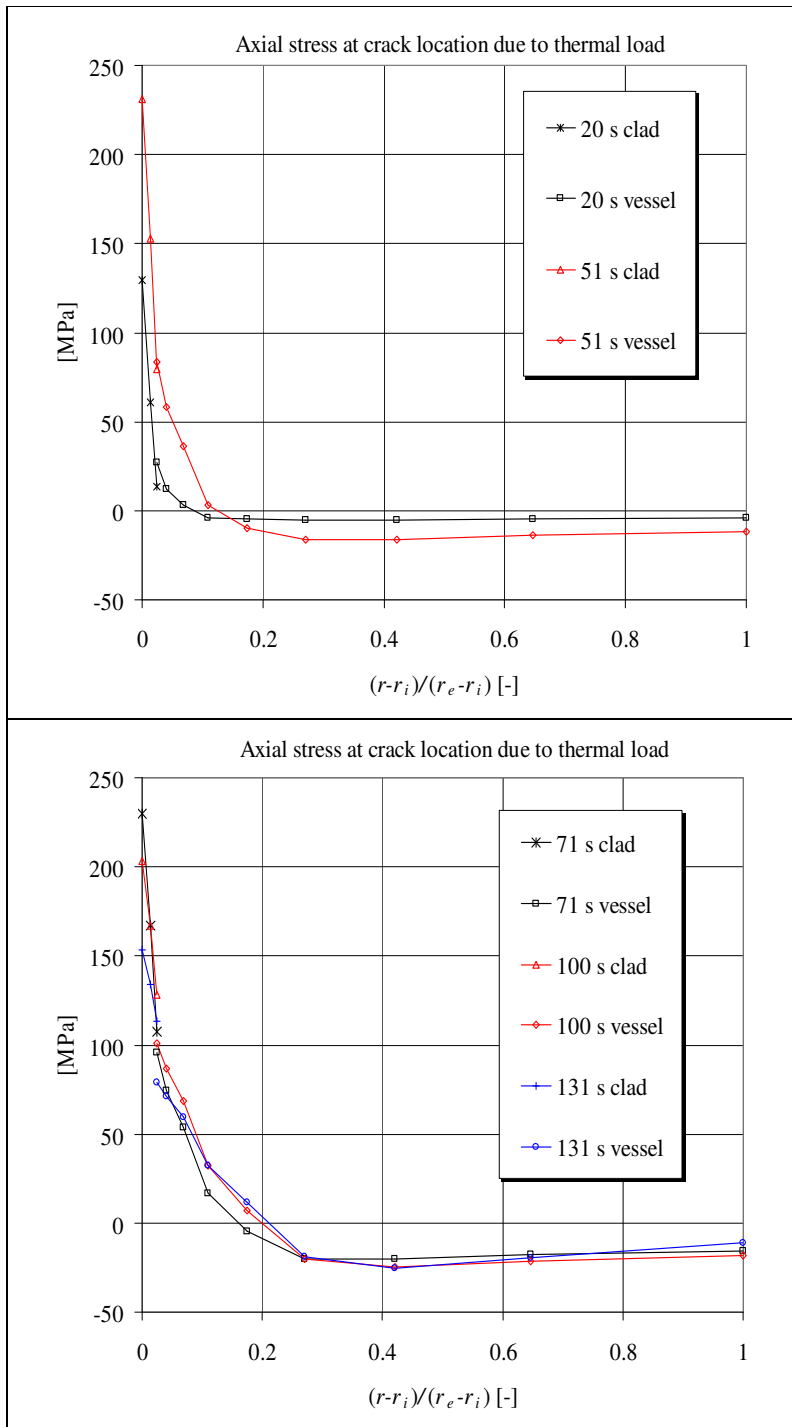 Axial stress at crack location due to thermal load
250
200
150
100
50
0
-50
[MPa]
20 s clad
20 s vessel
51 s clad
51 s vessel
0 0.2 0.4 0.6 0.8 1
(r-ri)/(re-ri) [-]
Axial stress at crack location due to thermal load
250
200
150
100
50
0
-50
[MPa]
71 s clad
71 s vessel
100 s clad
100 s vessel
131 s clad
131 s vessel
0 0.2 0.4 0.6 0.8 1
(r-ri)/(re-ri) [-]